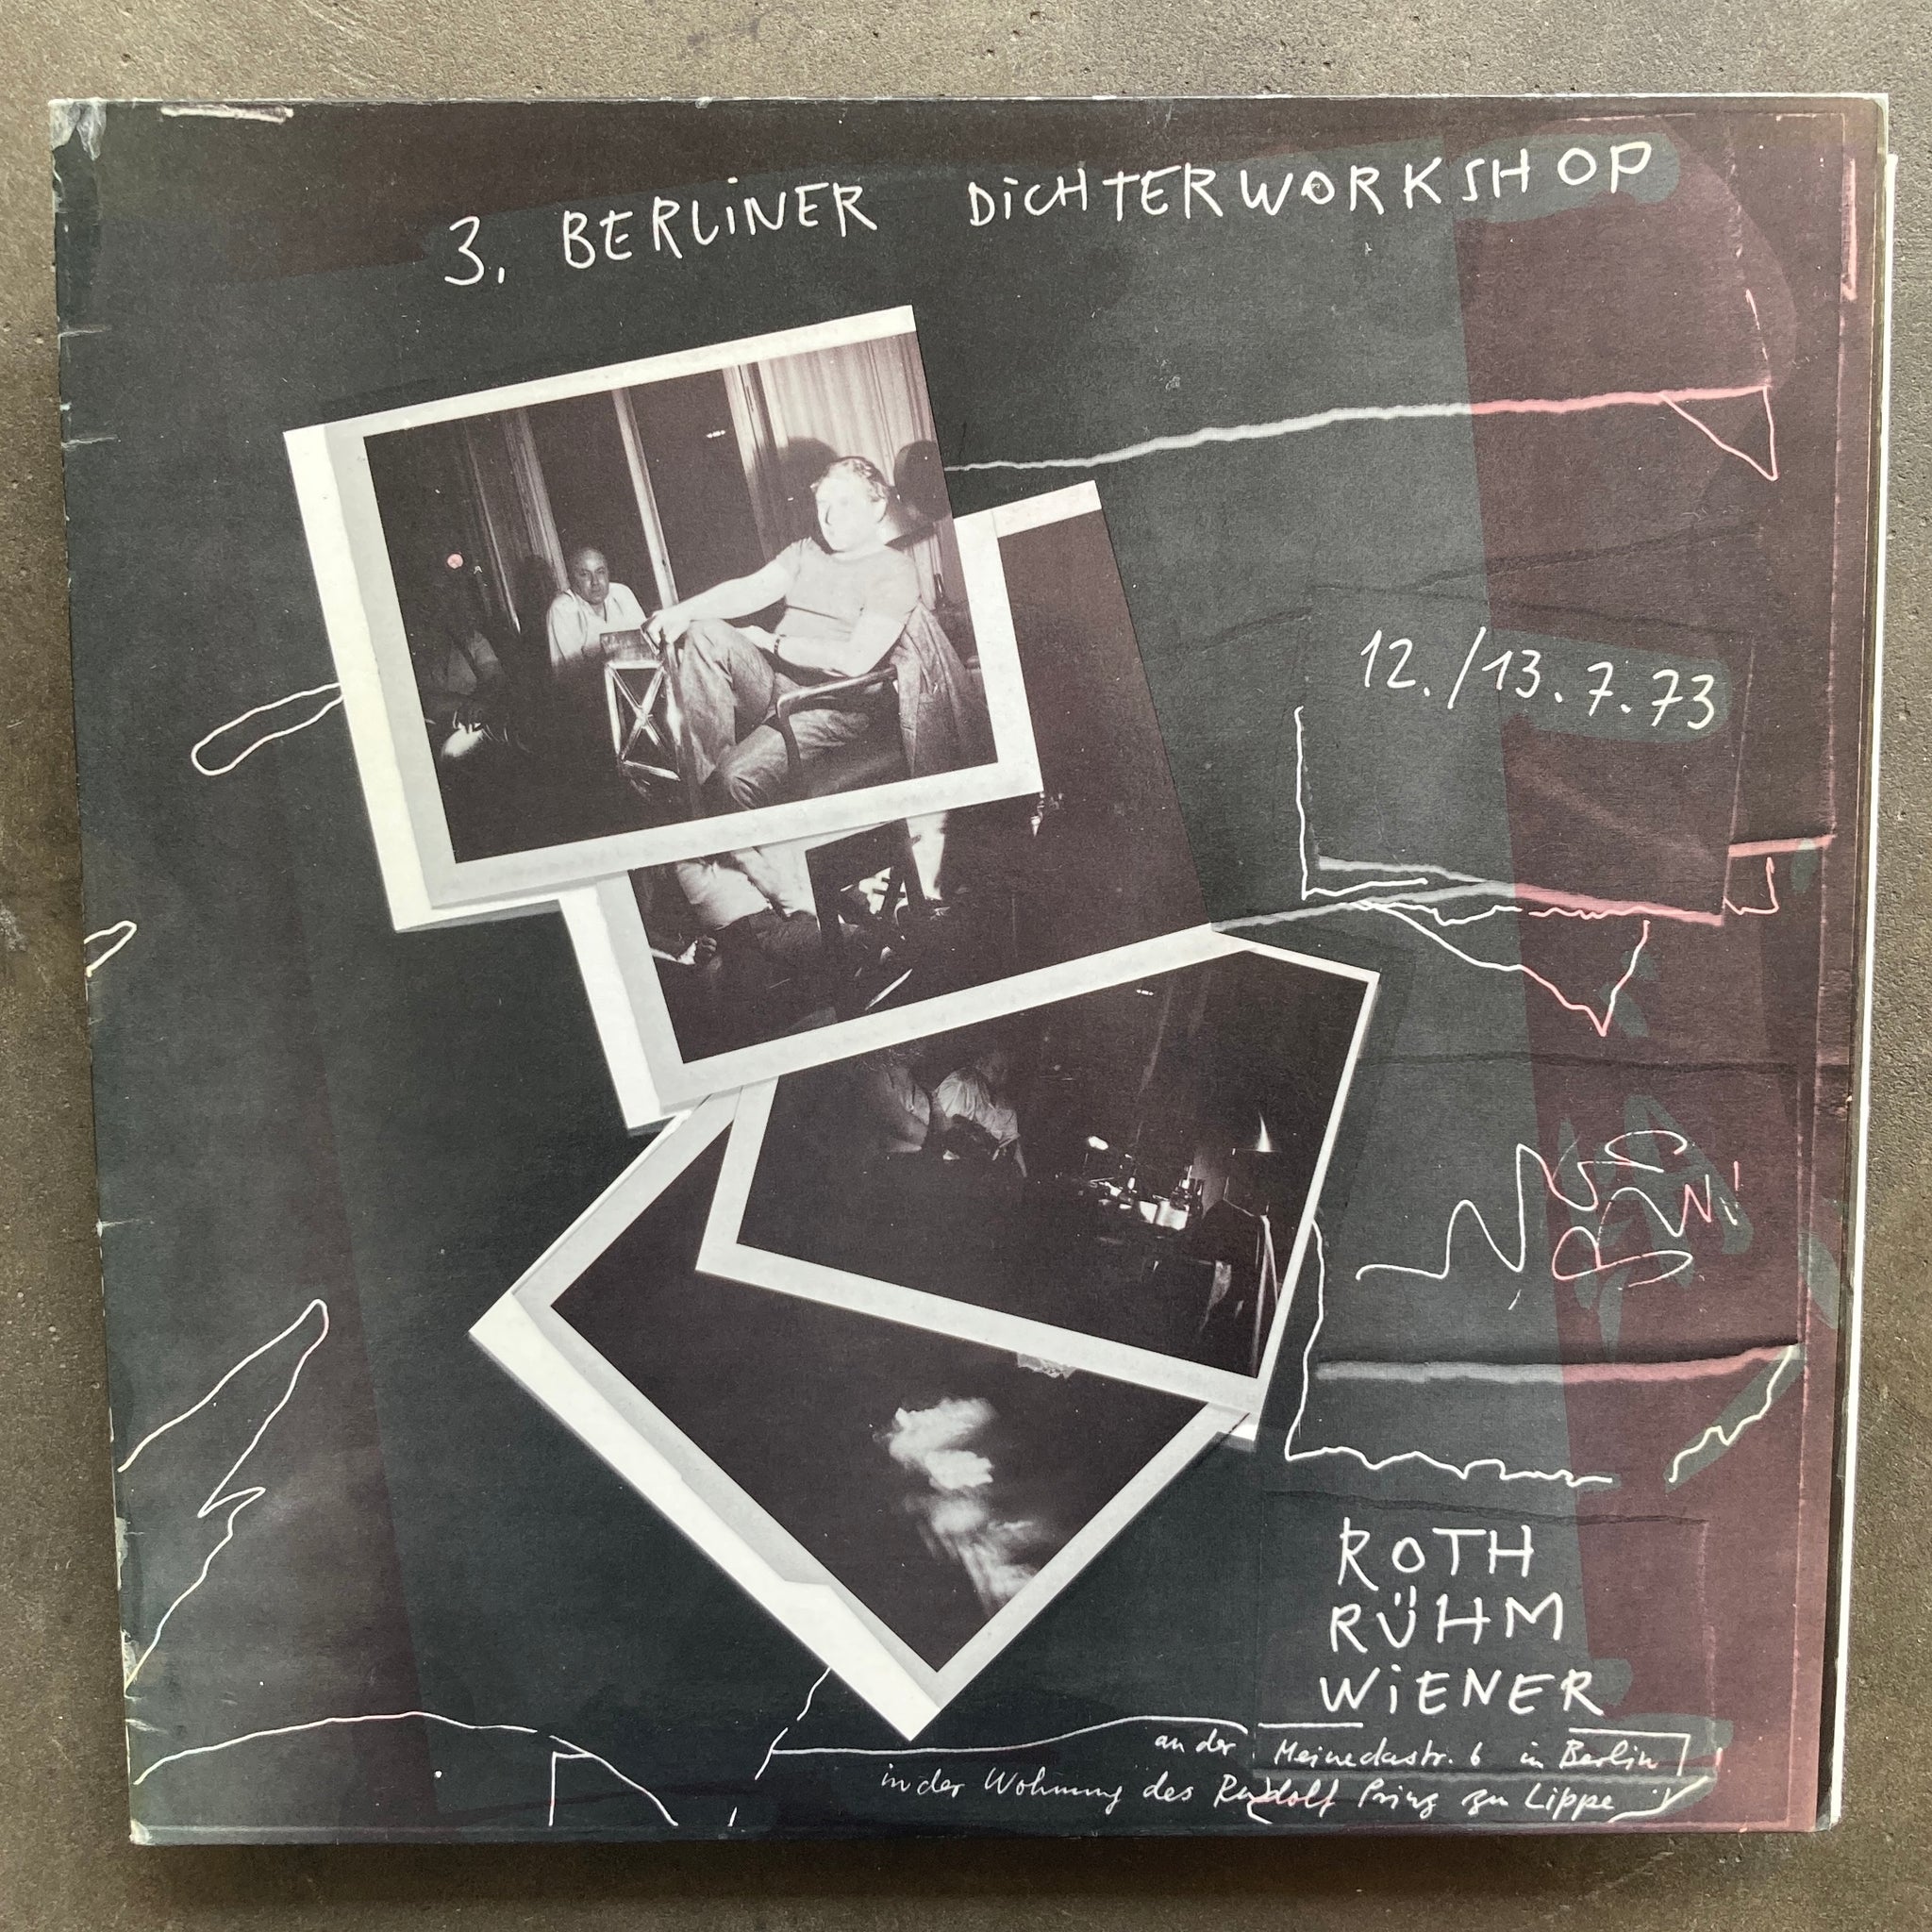 3. BERLINER DICHTERWORKSHOP
12./13.7.73
ROTH
RÜHM
WIENER
an der Meinekestr. 6 in Berlin
in der Wohnung des Rudolf Prinz zu Lippe